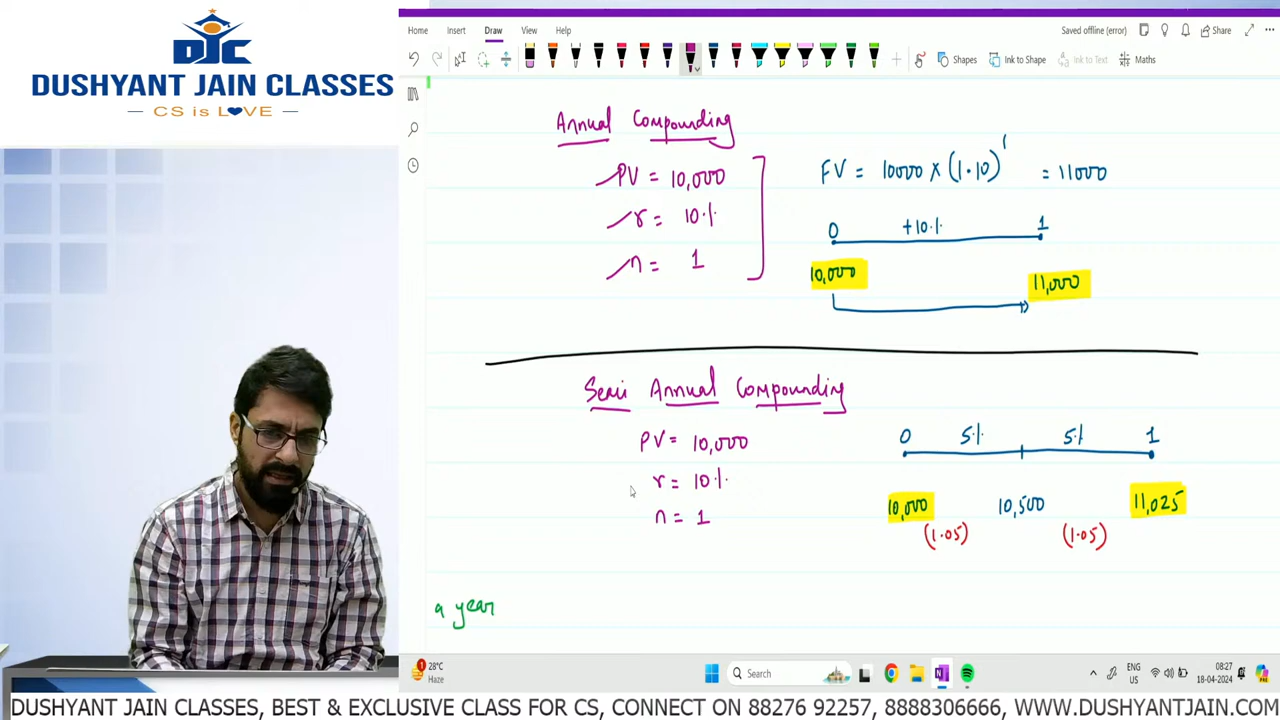 DJC
DUSHYANT JAIN CLASSES
CS is LOVE
Home Insert Draw View Help
Saved offline (error)
Share
Shapes
Ink to Shape
Ink to Text
Maths
Annual Compounding
PV = 10,000
r = 10%
n = 1
FV = 10000 × (1.10)¹ = 11000
0 +10% 1
10,000 11,000
Semi Annual Compounding
PV = 10,000
r = 10%
n = 1
0 5% 5% 1
10,000 10,500 11,025
(1.05) (1.05)
a year
1
28°C
Haze
Search
ENG
US
08:27
18-04-2024
DUSHYANT JAIN CLASSES, BEST & EXCLUSIVE CLASS FOR CS, CONNECT ON 88276 92257, 8888306666, WWW.DUSHYANTJAIN.COM